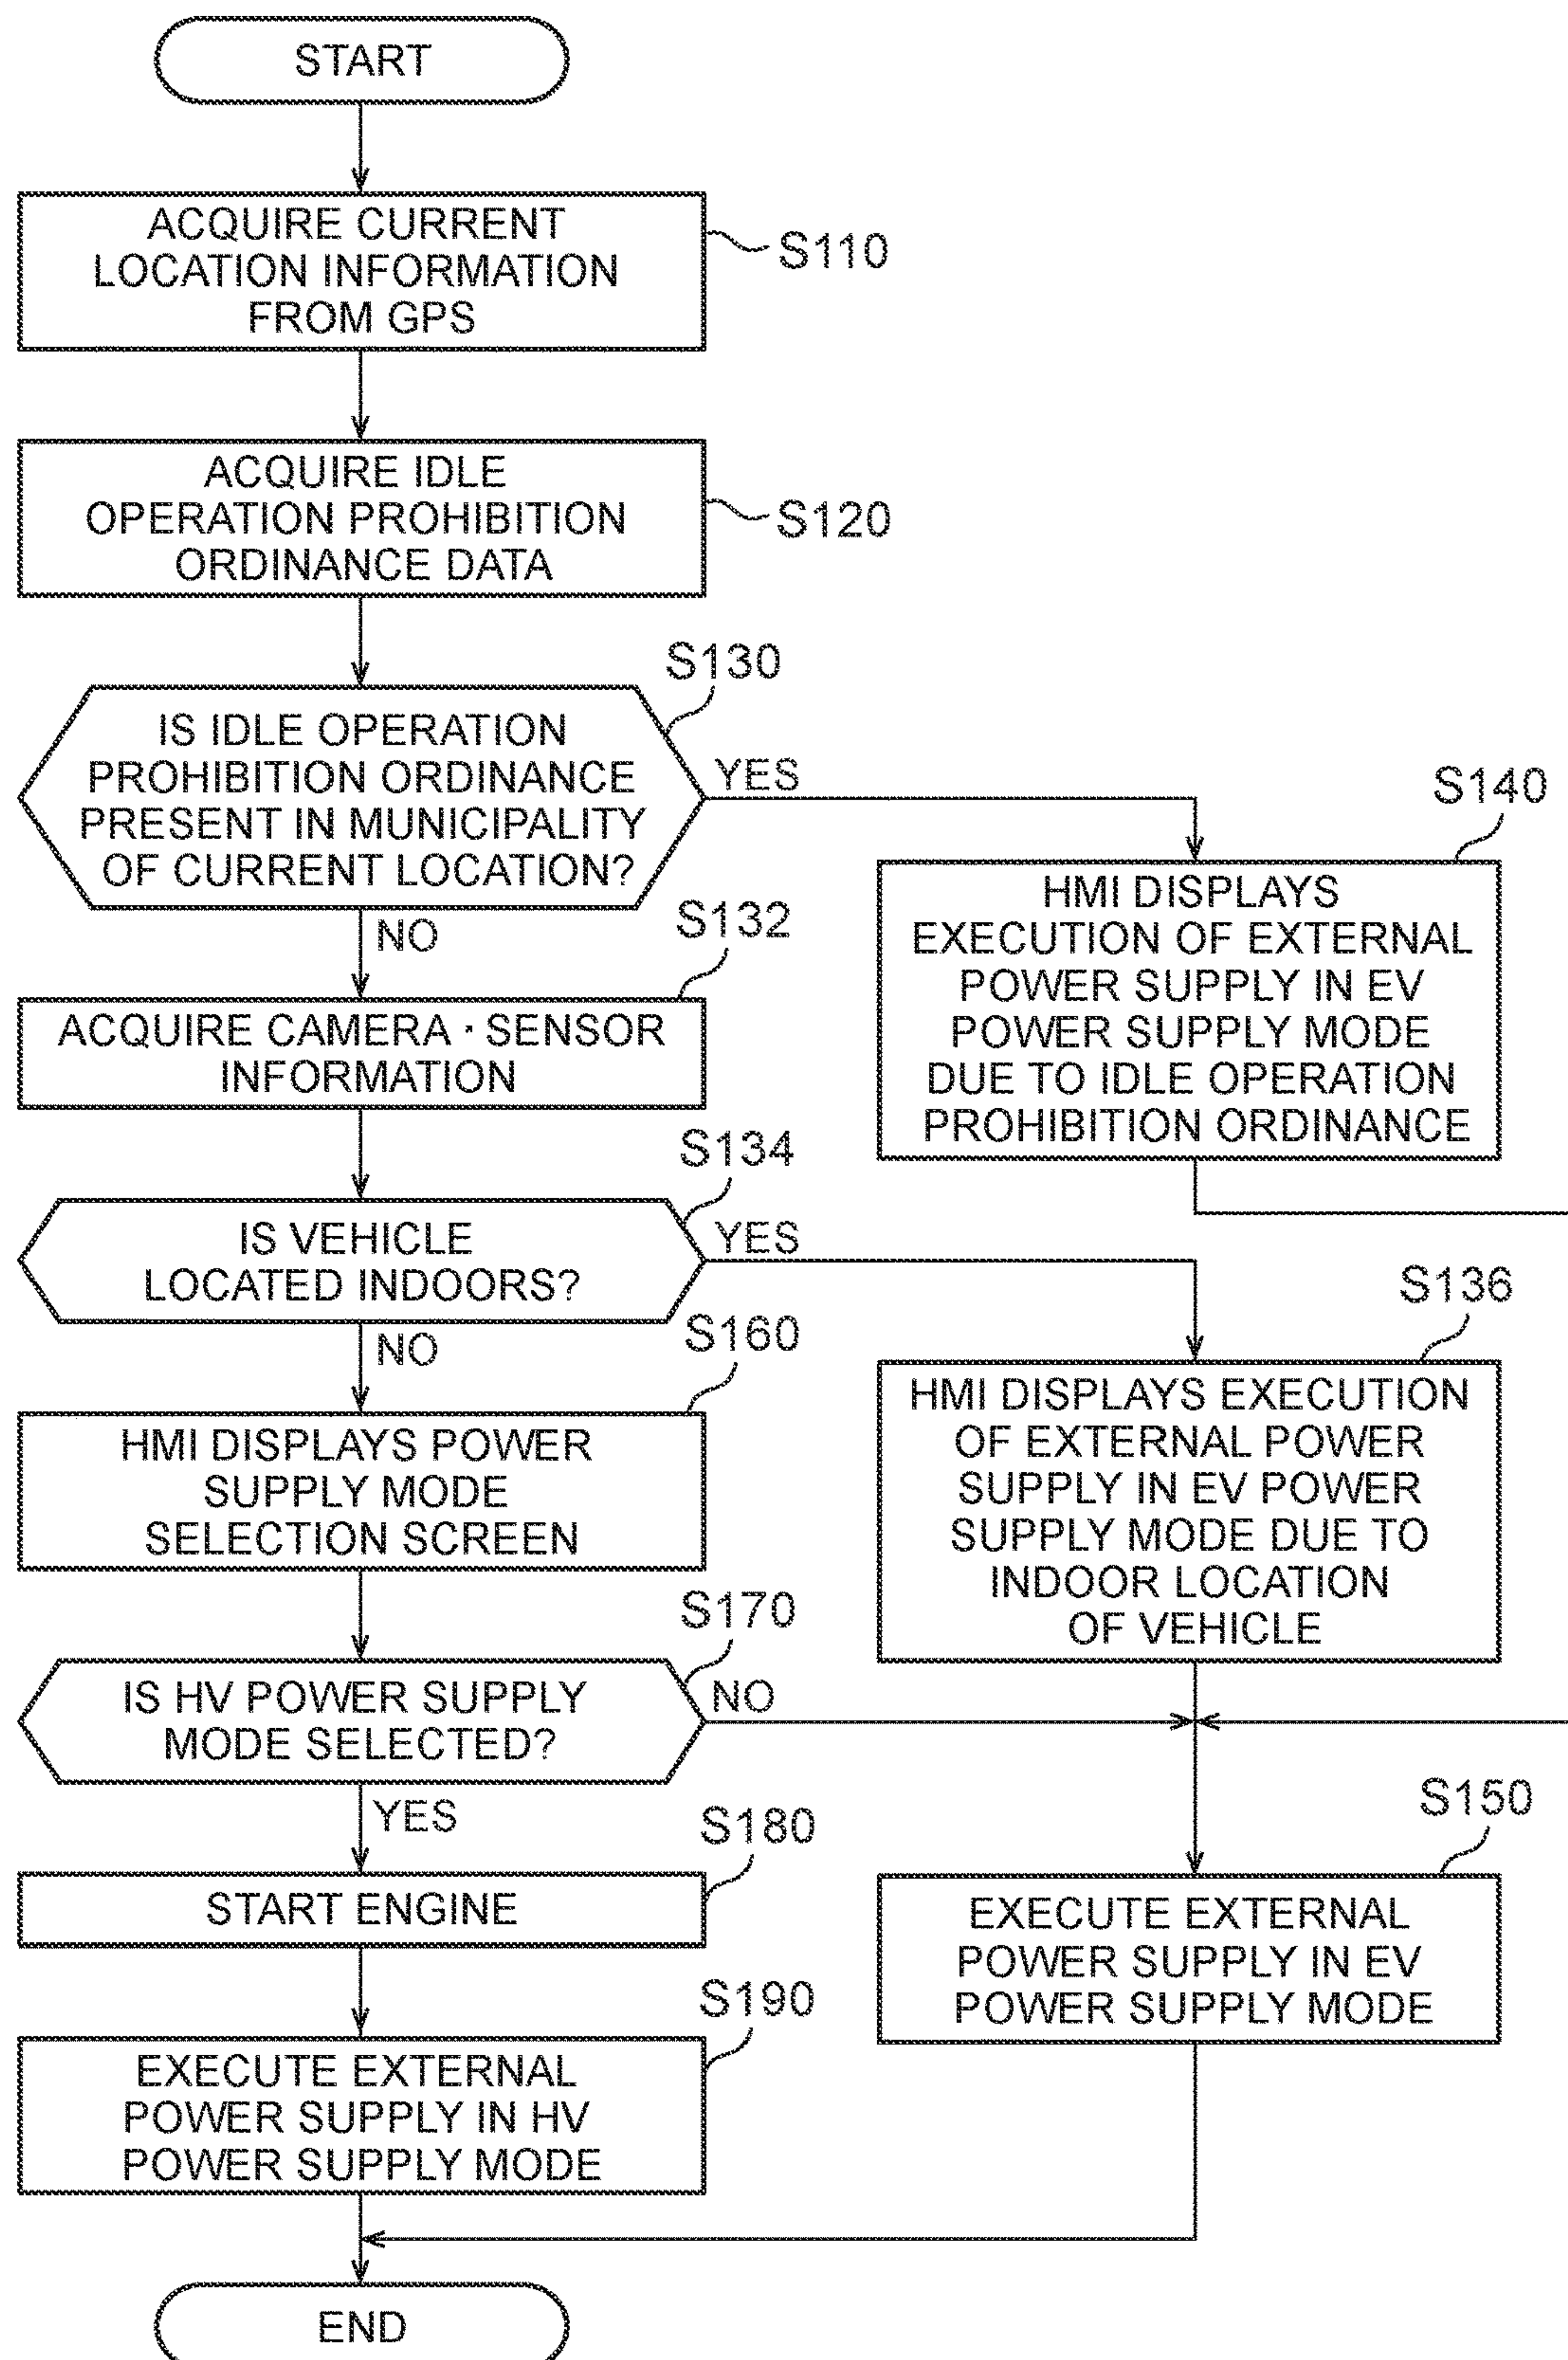 START
ACQUIRE CURRENT
LOCATION INFORMATION
FROM GPS
S110
ACQUIRE IDLE
OPERATION PROHIBITION
ORDINANCE DATA
S120
S130
IS IDLE OPERATION
PROHIBITION ORDINANCE
PRESENT IN MUNICIPALITY
OF CURRENT LOCATION?
YES
NO
S140
HMI DISPLAYS
EXECUTION OF EXTERNAL
POWER SUPPLY IN EV
POWER SUPPLY MODE
DUE TO IDLE OPERATION
PROHIBITION ORDINANCE
S132
ACQUIRE CAMERA · SENSOR
INFORMATION
S134
IS VEHICLE
LOCATED INDOORS?
YES
NO
S136
HMI DISPLAYS EXECUTION
OF EXTERNAL POWER
SUPPLY IN EV POWER
SUPPLY MODE DUE TO
INDOOR LOCATION
OF VEHICLE
S160
HMI DISPLAYS POWER
SUPPLY MODE
SELECTION SCREEN
S170
IS HV POWER SUPPLY
MODE SELECTED?
NO
YES
S150
EXECUTE EXTERNAL
POWER SUPPLY IN EV
POWER SUPPLY MODE
S180
START ENGINE
S190
EXECUTE EXTERNAL
POWER SUPPLY IN HV
POWER SUPPLY MODE
END